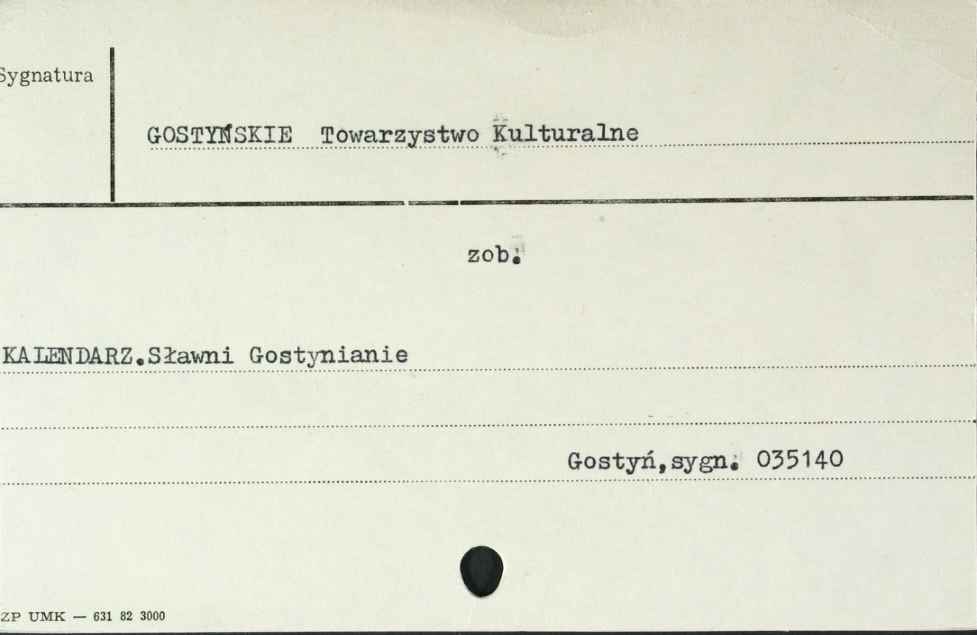 Sygnatura
GOSTYŃSKIE Towarzystwo Kulturalne
zob.
KALENDARZ.Sławni Gostynianie
Gostyń,sygn. 035140
ZP UMK — 631 82 3000